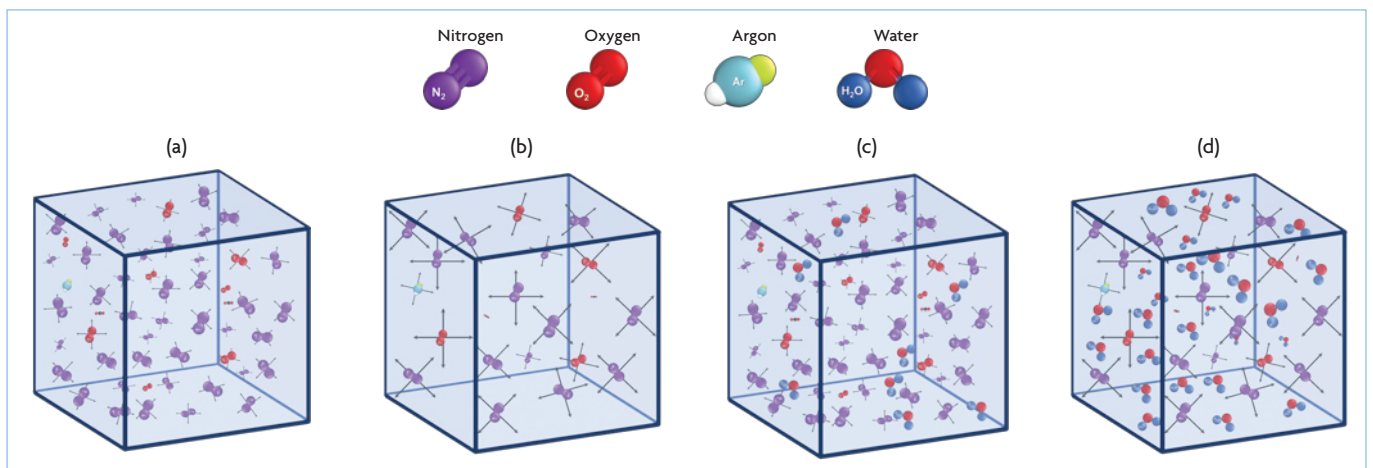 Nitrogen Oxygen Argon Water
N₂ O₂ Ar H₂O
(a) (b) (c) (d)